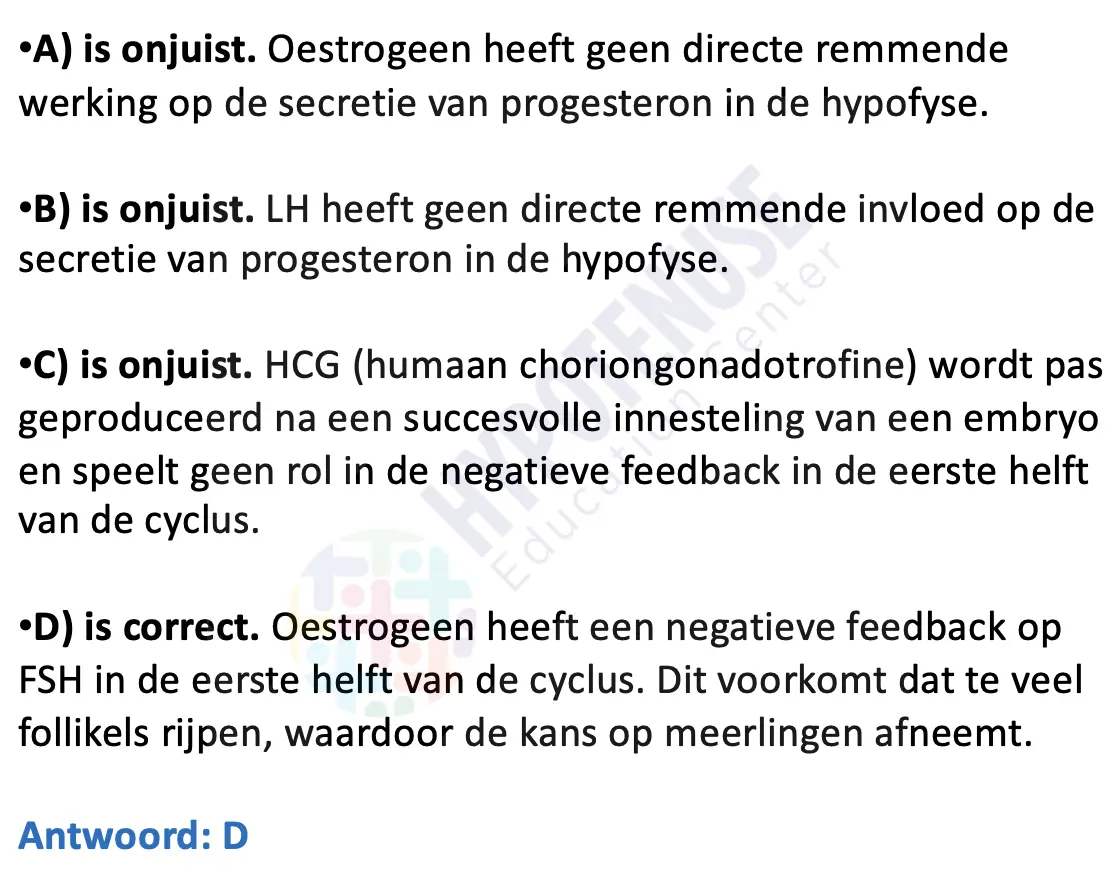 •A) is onjuist. Oestrogeen heeft geen directe remmende
werking op de secretie van progesteron in de hypofyse.
•B) is onjuist. LH heeft geen directe remmende invloed op de
secretie van progesteron in de hypofyse.
•C) is onjuist. HCG (humaan choriongonadotrofine) wordt pas
geproduceerd na een succesvolle innesteling van een embryo
en speelt geen rol in de negatieve feedback in de eerste helft
van de cyclus.
•D) is correct. Oestrogeen heeft een negatieve feedback op
FSH in de eerste helft van de cyclus. Dit voorkomt dat te veel
follikels rijpen, waardoor de kans op meerlingen afneemt.
Antwoord: D
HYPOTENUSE
Education Center